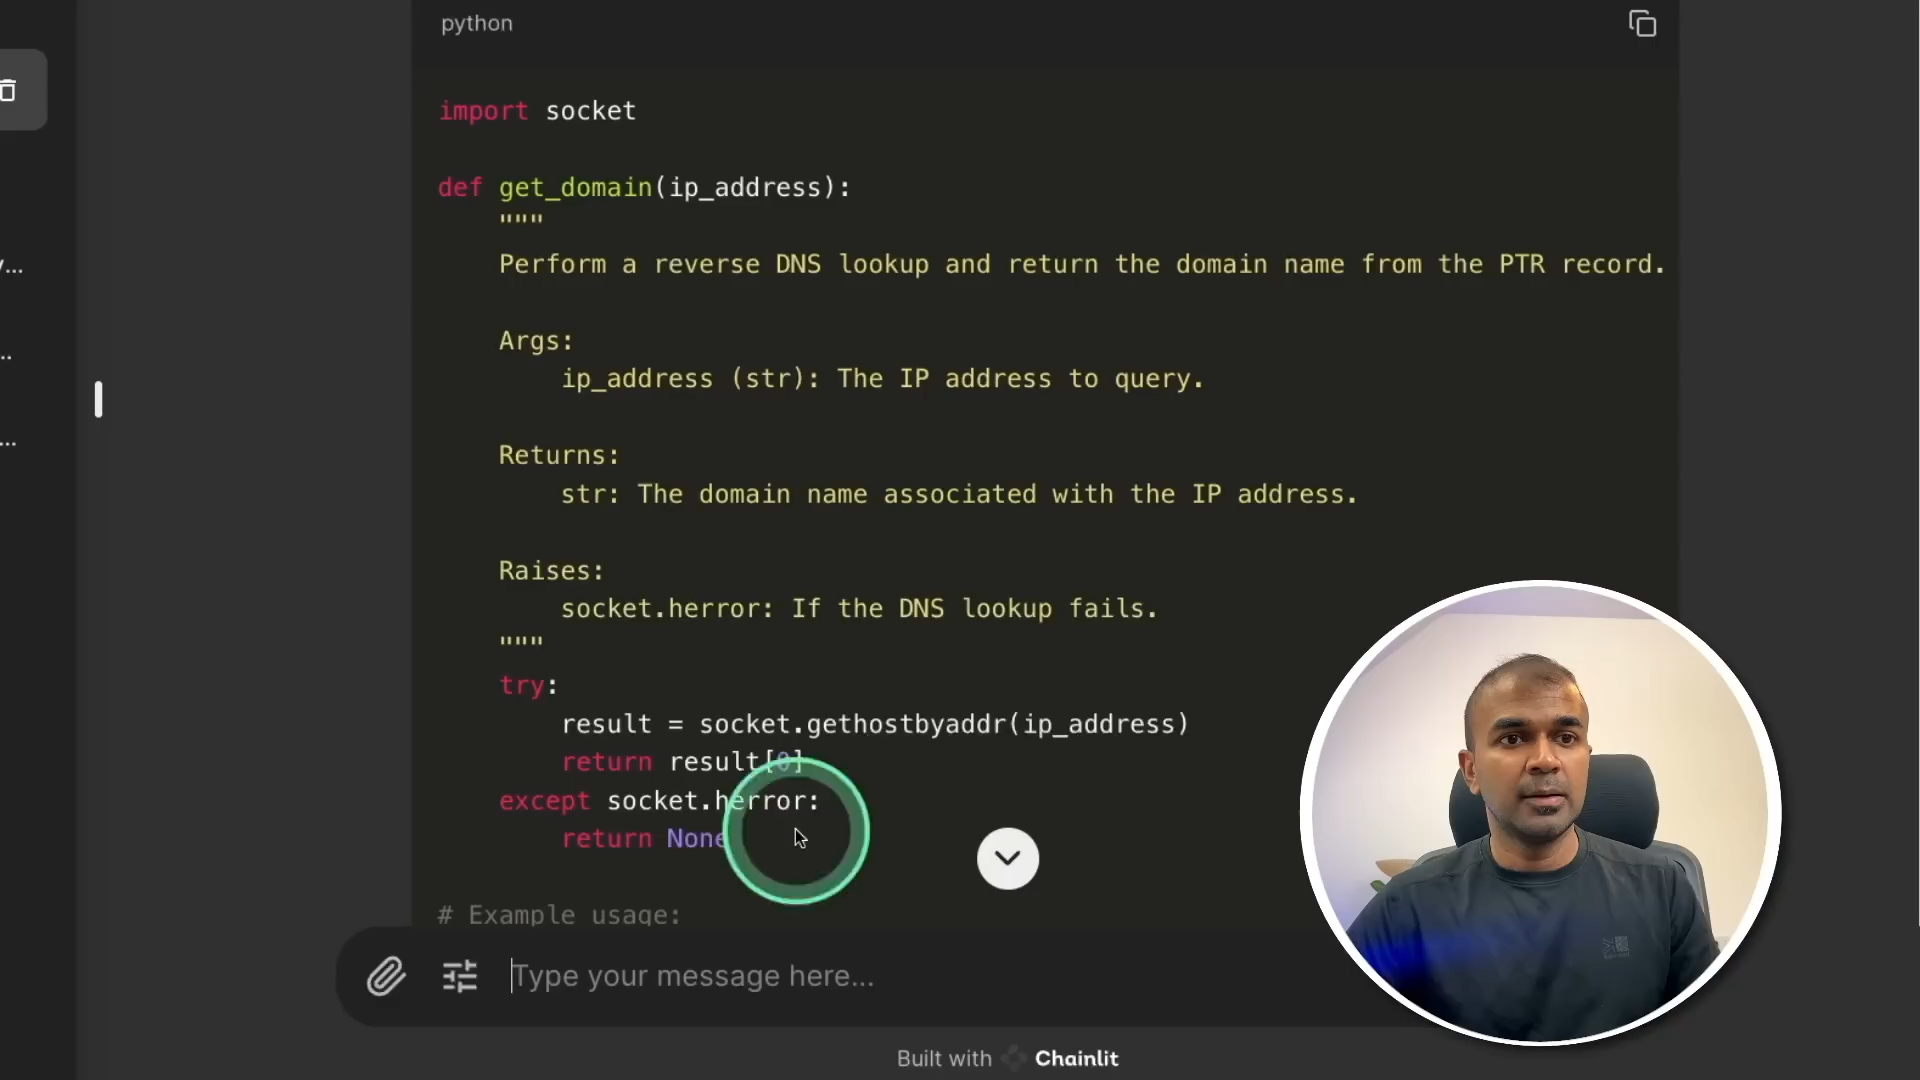 python
import socket
def get_domain(ip_address):
"""
Perform a reverse DNS lookup and return the domain name from the PTR record.
Args:
ip_address (str): The IP address to query.
Returns:
str: The domain name associated with the IP address.
Raises:
socket.herror: If the DNS lookup fails.
"""
try:
result = socket.gethostbyaddr(ip_address)
return result[0]
except socket.herror:
return None
# Example usage:
Type your message here...
Built with Chainlit